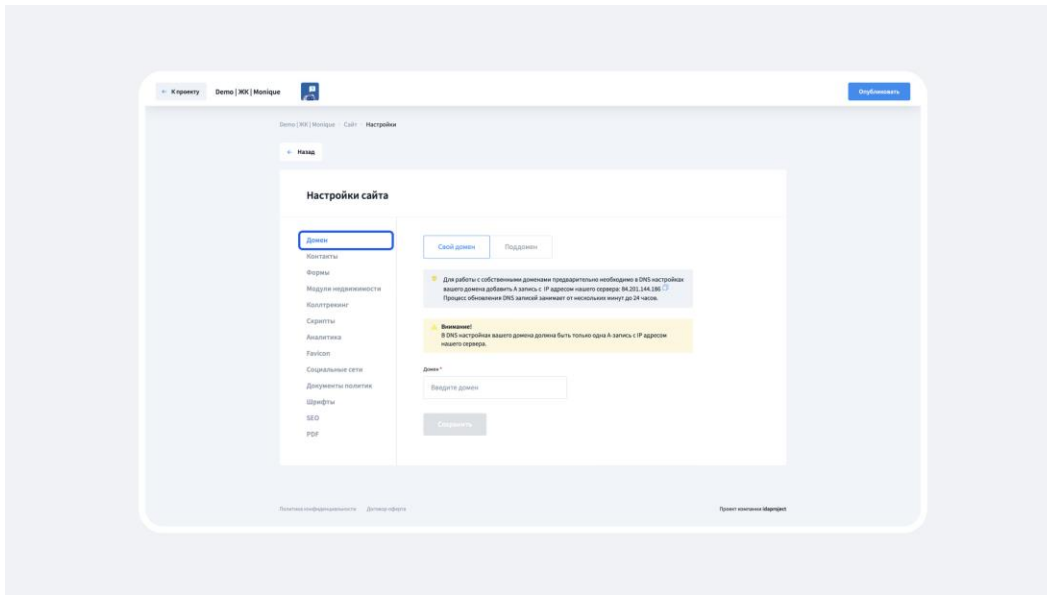 ← К проекту
Demo | ЖК | Monique
Опубликовать
Demo | ЖК | Monique Сайт Настройки
← Назад
Настройки сайта
Домен
Контакты
Формы
Модули недвижимости
Коллтрекинг
Скрипты
Аналитика
Favicon
Социальные сети
Документы политик
Шрифты
SEO
PDF
Свой домен
Поддомен
Для работы с собственными доменами предварительно необходимо в DNS настройках
вашего домена добавить A запись с IP адресом нашего сервера: 84.201.144.186
Процесс обновления DNS записей занимает от нескольких минут до 24 часов.
Внимание!
В DNS настройках вашего домена должна быть только одна A-запись с IP адресом
нашего сервера.
Домен *
Введите домен
Сохранить
Политика конфиденциальности Договор оферта
Проект компании idaproject